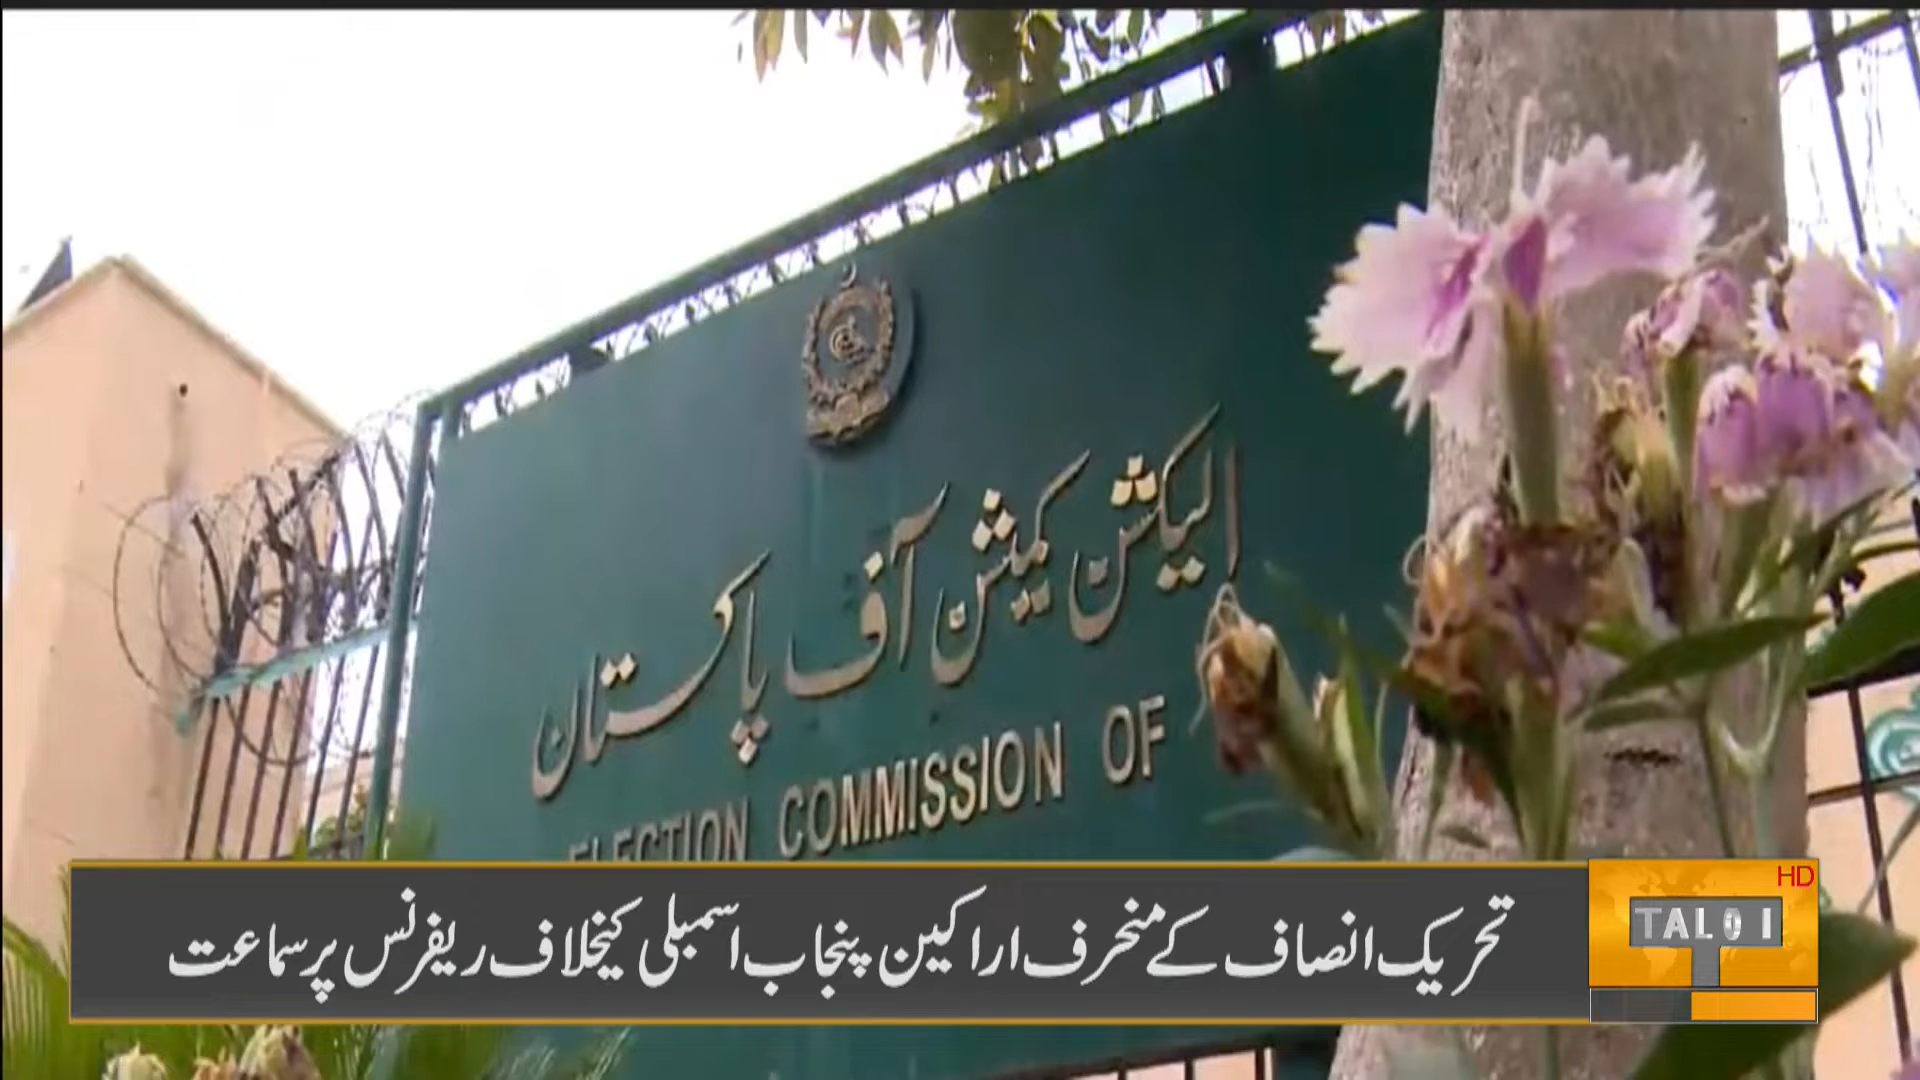 الیکشن کمیشن آف پاکستان
ELECTION COMMISSION OF
تحریک انصاف کے منحرف اراکین پنجاب اسمبلی کیخلاف ریفرنس پر سماعت
HD
TALO I